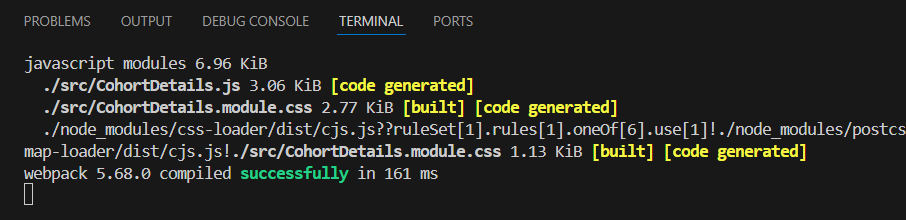 PROBLEMS OUTPUT DEBUG CONSOLE TERMINAL PORTS
javascript modules 6.96 KiB
./src/CohortDetails.js 3.06 KiB [code generated]
./src/CohortDetails.module.css 2.77 KiB [built] [code generated]
./node_modules/css-loader/dist/cjs.js??ruleSet[1].rules[1].oneOf[6].use[1]!./node_modules/postcs
map-loader/dist/cjs.js!./src/CohortDetails.module.css 1.13 KiB [built] [code generated]
webpack 5.68.0 compiled successfully in 161 ms